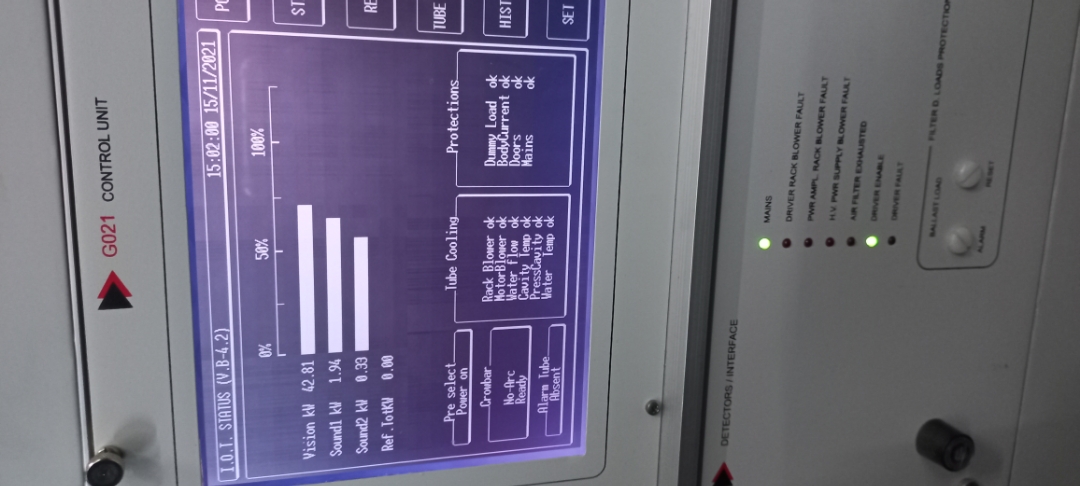 G021 CONTROL UNIT
I.O.T. STATUS (V.B-4.2)
15:02:00 15/11/2021
0% 50% 100%
Vision kW 42.81
Sound1 kW 1.94
Sound2 kW 0.33
Ref.TotKW 0.00
Pre select
Power on
Crowbar
No-Arc
Ready
Alarm Tube
Absent
Tube Cooling
Rack Blower ok
MotorBlower ok
Water flow ok
Cavity Temp ok
PressCavity ok
Water Temp ok
Protections
Dummy Load ok
BodyCurrent ok
Doors ok
Mains ok
ST
RE
TUBE
HIST
SET
DETECTORS / INTERFACE
MAINS
DRIVER RACK BLOWER FAULT
PWR AMPL. RACK BLOWER FAULT
H.V. PWR SUPPLY BLOWER FAULT
AIR FILTER EXHAUSTED
DRIVER ENABLE
DRIVER FAULT
FILTER D. LOADS PROTECTION
BALLAST LOAD
ALARM
RESET